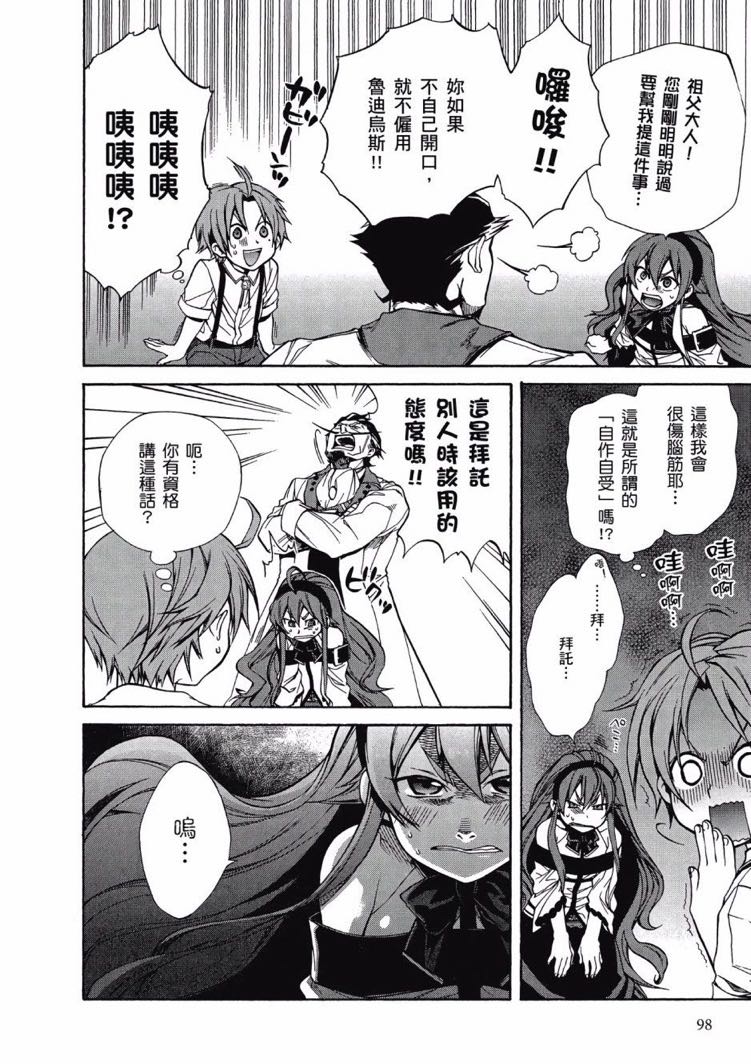 祖父大人！
您剛剛明明說過
要幫我提這件事…
囉唆!!
妳如果
不自己開口，
就不僱用
魯迪烏斯!!
ガビーン
咦咦咦
咦咦咦!?
這樣我會
很傷腦筋耶…
這就是所謂的
「自作自受」嗎!?
哇啊啊
哇啊啊…
唔！
……拜…
拜託…
ペコ…
這是拜託
別人時該用的
態度嗎!!
ビクッ
呃…
你有資格
講這種話？
嗚…
98